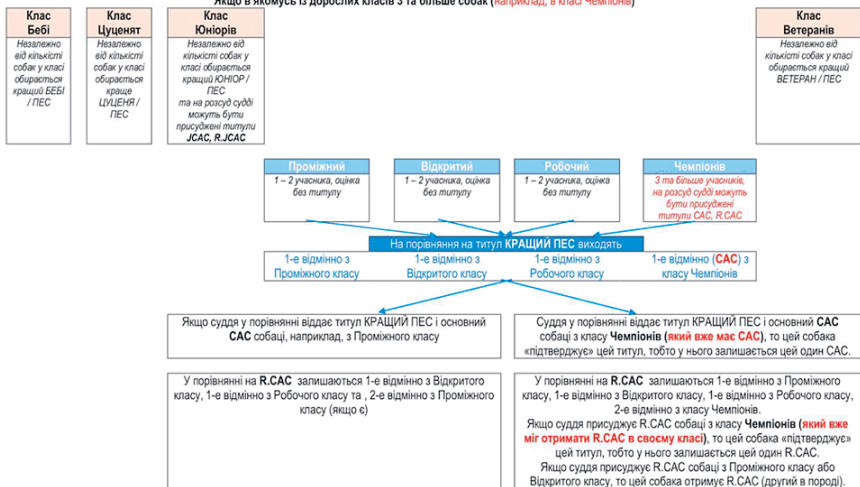 Якщо в якомусь із дорослих класів 3 та більше собак (наприклад, в класі Чемпіонів)
Клас
Бебі
Незалежно
від кількості
собак у класі
обирається
кращий БЕБІ
/ ПЕС
Клас
Цуценят
Незалежно
від кількості
собак у класі
обирається
краще
ЦУЦЕНЯ /
ПЕС
Клас
Юніорів
Незалежно від
кількості собак у
класі обирається
кращий ЮНІОР /
ПЕС
та на розсуд судді
можуть бути
присуджені титули
JCAC, R.JCAC
Клас
Ветеранів
Незалежно від
кількості собак у класі
обирається кращий
ВЕТЕРАН / ПЕС
Проміжний
1 – 2 учасника, оцінка
без титулу
Відкритий
1 – 2 учасника, оцінка
без титулу
Робочий
1 – 2 учасника, оцінка
без титулу
Чемпіонів
3 та більше учасників,
на розсуд судді можуть
бути присуджені
титули CAC, R.CAC
На порівняння на титул КРАЩИЙ ПЕС виходять
1-е відмінно з
Проміжного класу
1-е відмінно з
Відкритого класу
1-е відмінно з
Робочого класу
1-е відмінно (CAC) з
класу Чемпіонів
Якщо суддя у порівнянні віддає титул КРАЩИЙ ПЕС і основний
CAC собаці, наприклад, з Проміжного класу
Суддя у порівнянні віддає титул КРАЩИЙ ПЕС і основний CAC
собаці з класу Чемпіонів (який вже має CAC), то цей собака
«підтверджує» цей титул, тобто у нього залишається цей один CAC.
У порівнянні на R.CAC залишаються 1-е відмінно з Відкритого
класу, 1-е відмінно з Робочого класу та , 2-е відмінно з Проміжного
класу (якщо є)
У порівнянні на R.CAC залишаються 1-е відмінно з Проміжного
класу, 1-е відмінно з Відкритого класу, 1-е відмінно з Робочого класу,
2-е відмінно з класу Чемпіонів.
Якщо суддя присуджує R.CAC собаці з класу Чемпіонів (який вже
міг отримати R.CAC в своєму класі), то цей собака «підтверджує»
цей титул, тобто у нього залишається цей один R.CAC.
Якщо суддя присуджує R.CAC собаці з Проміжного класу або
Відкритого класу, то цей собака отримує R.CAC (другий в породі).